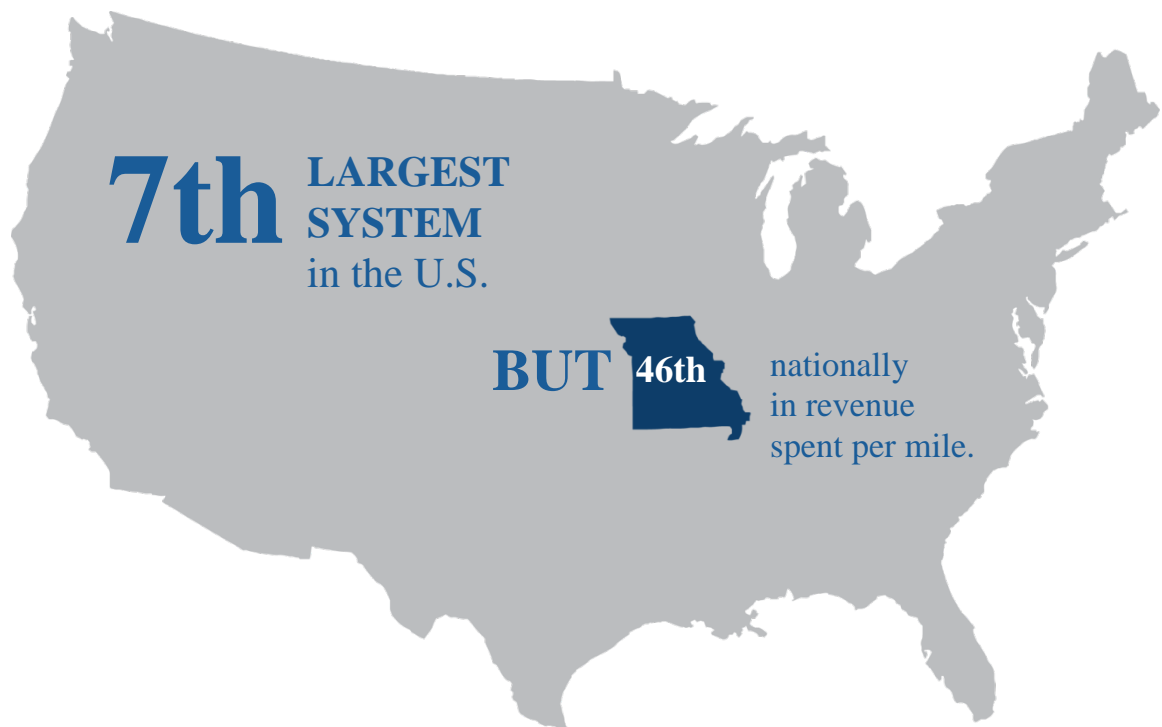 7th LARGEST
SYSTEM
in the U.S.
BUT 46th nationally
in revenue
spent per mile.